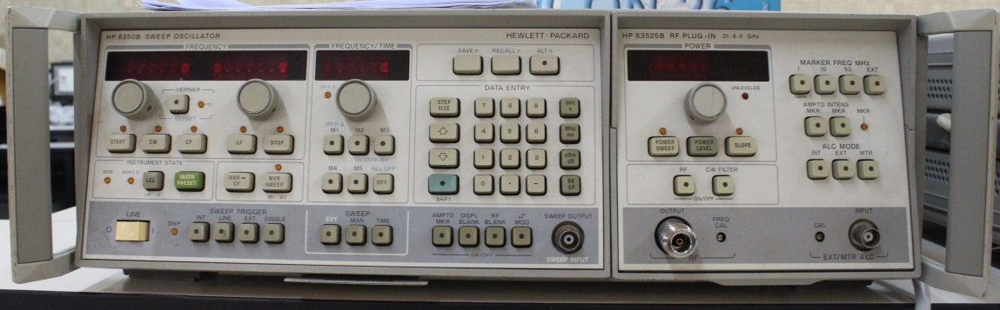 HP 8350B SWEEP OSCILLATOR
HEWLETT·PACKARD
FREQUENCY
FREQUENCY/TIME
VERNIER
OFFSET
START
CW
CF
ΔF
STOP
MKR Δ
M1
M2
M3
M4
M5
ALL OFF
OFF
INSTRUMENT STATE
REM
LCL
INSTR
PRESET
MKR→
CF
MKR
SWEEP
M1-M2
SAVE n
RECALL n
ALT n
DATA ENTRY
STEP
SIZE
7
8
9
GHz
s
4
5
6
MHz
ms
1
2
3
dBm
dB
0
.
−
BK
SP
SHIFT
LINE
O
I
SWP
SWEEP TRIGGER
INT
LINE
EXT
SINGLE
SWEEP
EXT
MAN
TIME
AMPTD
MKR
DISPL
BLANK
RF
BLANK
MOD
ON/OFF
SWEEP OUTPUT
SWEEP INPUT
HP 83525B RF PLUG-IN .01-8.4 GHz
POWER
UNLEVELED
POWER
SWEEP
POWER
LEVEL
SLOPE
RF
CW FILTER
ON/OFF
MARKER FREQ MHz
1
10
50
EXT
AMPTD
MKR
INTENS
MKR
MKR
ALC MODE
INT
EXT
MTR
OUTPUT
RF
FREQ
CAL
CAL
INPUT
EXT/MTR ALC